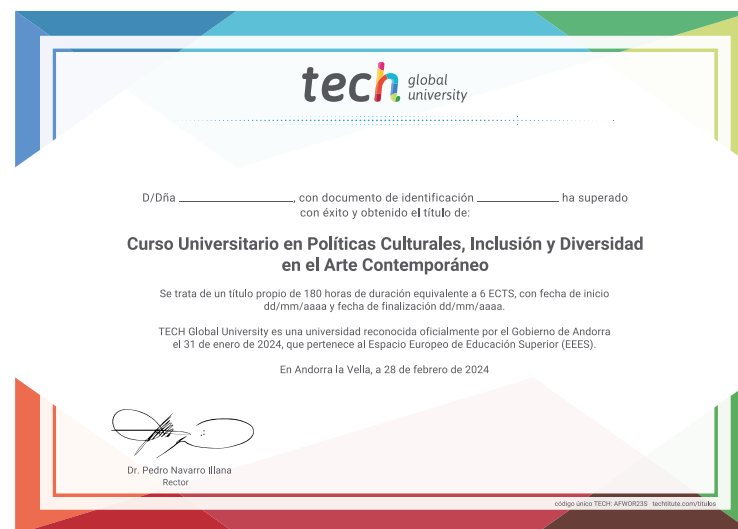 tech global university
D/Dña ______________, con documento de identificación ______________ ha superado
con éxito y obtenido el título de:
Curso Universitario en Políticas Culturales, Inclusión y Diversidad
en el Arte Contemporáneo
Se trata de un título propio de 180 horas de duración equivalente a 6 ECTS, con fecha de inicio
dd/mm/aaaa y fecha de finalización dd/mm/aaaa.
TECH Global University es una universidad reconocida oficialmente por el Gobierno de Andorra
el 31 de enero de 2024, que pertenece al Espacio Europeo de Educación Superior (EEES).
En Andorra la Vella, a 28 de febrero de 2024
Dr. Pedro Navarro Illana
Rector
código único TECH: AFWOR23S techtitute.com/títulos